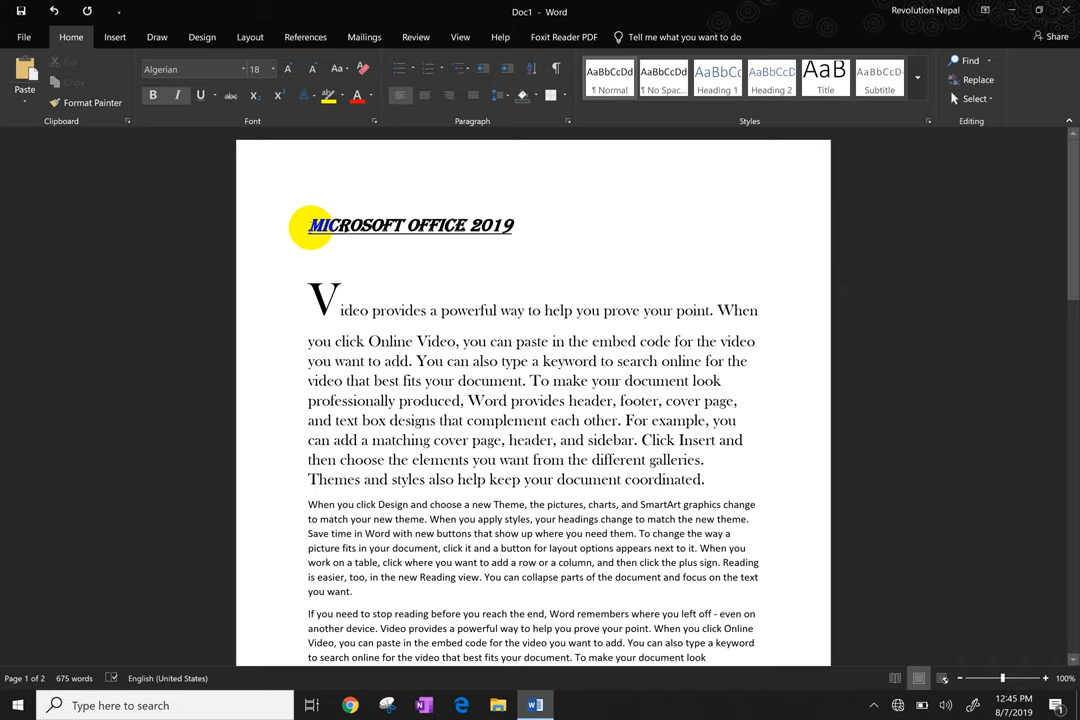 Doc1 - Word
Revolution Nepal
File Home Insert Draw Design Layout References Mailings Review View Help Foxit Reader PDF Tell me what you want to do Share
Paste
Cut
Copy
Format Painter
Clipboard
Algerian 18
Font
Paragraph
AaBbCcDd AaBbCcDd AaBbCc AaBbCcD AaB AaBbCcD
¶ Normal ¶ No Spac... Heading 1 Heading 2 Title Subtitle
Styles
Find
Replace
Select
Editing
MICROSOFT OFFICE 2019
Video provides a powerful way to help you prove your point. When
you click Online Video, you can paste in the embed code for the video
you want to add. You can also type a keyword to search online for the
video that best fits your document. To make your document look
professionally produced, Word provides header, footer, cover page,
and text box designs that complement each other. For example, you
can add a matching cover page, header, and sidebar. Click Insert and
then choose the elements you want from the different galleries.
Themes and styles also help keep your document coordinated.
When you click Design and choose a new Theme, the pictures, charts, and SmartArt graphics change
to match your new theme. When you apply styles, your headings change to match the new theme.
Save time in Word with new buttons that show up where you need them. To change the way a
picture fits in your document, click it and a button for layout options appears next to it. When you
work on a table, click where you want to add a row or a column, and then click the plus sign. Reading
is easier, too, in the new Reading view. You can collapse parts of the document and focus on the text
you want.
If you need to stop reading before you reach the end, Word remembers where you left off - even on
another device. Video provides a powerful way to help you prove your point. When you click Online
Video, you can paste in the embed code for the video you want to add. You can also type a keyword
to search online for the video that best fits your document. To make your document look
Page 1 of 2 675 words English (United States) 100%
Type here to search
12:45 PM
8/7/2019